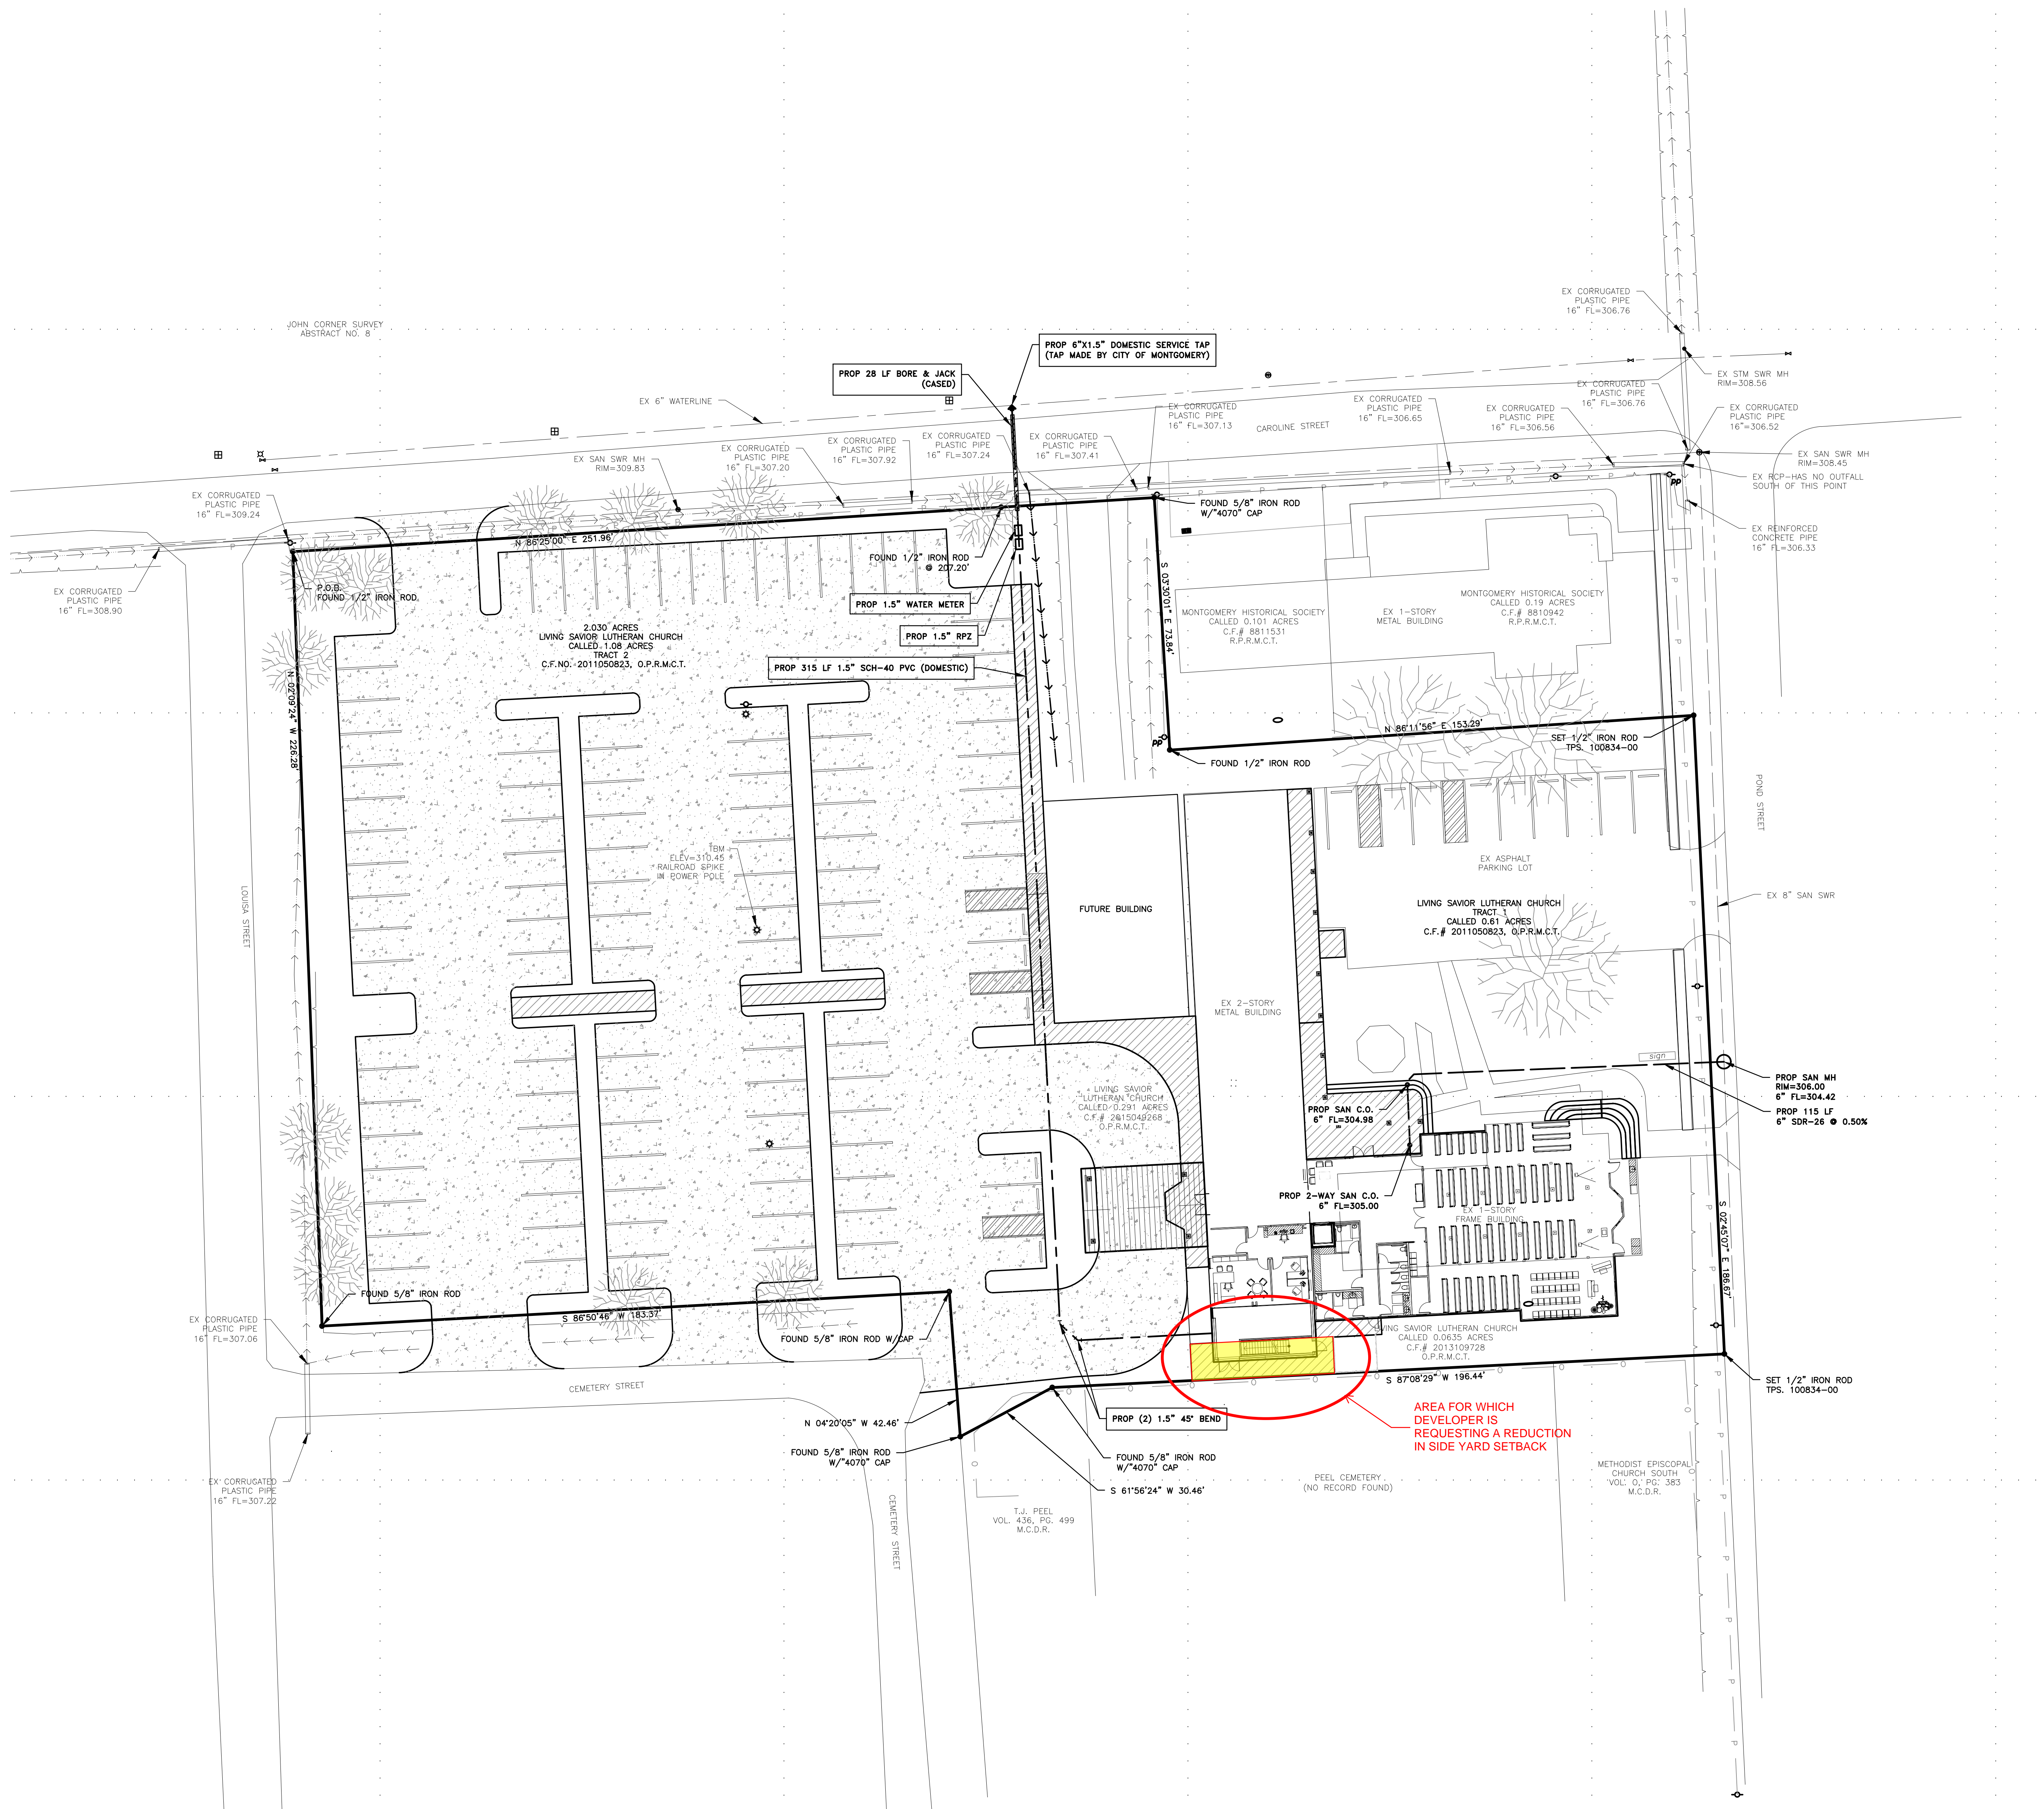 EX CORRUGATED
PLASTIC PIPE
16" FL=306.76
JOHN CORNER SURVEY
ABSTRACT NO. 8
PROP 6"X1.5" DOMESTIC SERVICE TAP
(TAP MADE BY CITY OF MONTGOMERY)
PROP 28 LF BORE & JACK
(CASED)
EX STM SWR MH
RIM=308.56
EX 6" WATERLINE
EX CORRUGATED
PLASTIC PIPE
16" FL=307.13
EX CORRUGATED
PLASTIC PIPE
16" FL=306.65
EX CORRUGATED
PLASTIC PIPE
16" FL=306.76
EX CORRUGATED
PLASTIC PIPE
16" FL=306.56
EX CORRUGATED
PLASTIC PIPE
16"=306.52
CAROLINE STREET
EX SAN SWR MH
RIM=309.83
EX CORRUGATED
PLASTIC PIPE
16" FL=307.20
EX CORRUGATED
PLASTIC PIPE
16" FL=307.92
EX CORRUGATED
PLASTIC PIPE
16" FL=307.24
EX CORRUGATED
PLASTIC PIPE
16" FL=307.41
EX SAN SWR MH
RIM=308.45
EX RCP-HAS NO OUTFALL
SOUTH OF THIS POINT
PP
EX CORRUGATED
PLASTIC PIPE
16" FL=309.24
FOUND 5/8" IRON ROD
W/"4070" CAP
EX REINFORCED
CONCRETE PIPE
16" FL=306.33
N 86°25'00" E 251.96'
FOUND 1/2" IRON ROD
@ 207.20'
EX CORRUGATED
PLASTIC PIPE
16" FL=308.90
P.O.B.
FOUND 1/2" IRON ROD
PROP 1.5" WATER METER
S 03°30'01" E 73.84'
MONTGOMERY HISTORICAL SOCIETY
CALLED 0.101 ACRES
C.F.# 8811531
R.P.R.M.C.T.
EX 1-STORY
METAL BUILDING
MONTGOMERY HISTORICAL SOCIETY
CALLED 0.19 ACRES
C.F.# 8810942
R.P.R.M.C.T.
2.030 ACRES
LIVING SAVIOR LUTHERAN CHURCH
CALLED 1.08 ACRES
TRACT 2
C.F.NO. 2011050823, O.P.R.M.C.T.
PROP 1.5" RPZ
PROP 315 LF 1.5" SCH-40 PVC (DOMESTIC)
N 02°09'24" W 226.28'
N 86°11'56" E 153.29'
PP
SET 1/2" IRON ROD
TPS. 100834-00
FOUND 1/2" IRON ROD
POND STREET
TBM
ELEV=310.45
RAILROAD SPIKE
IN POWER POLE
EX ASPHALT
PARKING LOT
LOUISA STREET
FUTURE BUILDING
LIVING SAVIOR LUTHERAN CHURCH
TRACT 1
CALLED 0.61 ACRES
C.F.# 2011050823, O.P.R.M.C.T.
EX 8" SAN SWR
EX 2-STORY
METAL BUILDING
sign
PROP SAN MH
RIM=306.00
6" FL=304.42
PROP 115 LF
6" SDR-26 @ 0.50%
LIVING SAVIOR
LUTHERAN CHURCH
CALLED 0.291 ACRES
C.F.# 2015049268
O.P.R.M.C.T.
PROP SAN C.O.
6" FL=304.98
PROP 2-WAY SAN C.O.
6" FL=305.00
EX 1-STORY
FRAME BUILDING
S 02°45'07" E 186.67'
FOUND 5/8" IRON ROD
S 86°50'46" W 183.37'
EX CORRUGATED
PLASTIC PIPE
16" FL=307.06
FOUND 5/8" IRON ROD W/CAP
LIVING SAVIOR LUTHERAN CHURCH
CALLED 0.0635 ACRES
C.F.# 2013109728
O.P.R.M.C.T.
S 87°08'29" W 196.44'
SET 1/2" IRON ROD
TPS. 100834-00
CEMETERY STREET
N 04°20'05" W 42.46'
PROP (2) 1.5" 45° BEND
AREA FOR WHICH
DEVELOPER IS
REQUESTING A REDUCTION
IN SIDE YARD SETBACK
FOUND 5/8" IRON ROD
W/"4070" CAP
FOUND 5/8" IRON ROD
W/"4070" CAP
S 61°56'24" W 30.46'
EX CORRUGATED
PLASTIC PIPE
16" FL=307.22
CEMETERY STREET
T.J. PEEL
VOL. 436, PG. 499
M.C.D.R.
PEEL CEMETERY
(NO RECORD FOUND)
METHODIST EPISCOPAL
CHURCH SOUTH
VOL. O, PG. 383
M.C.D.R.